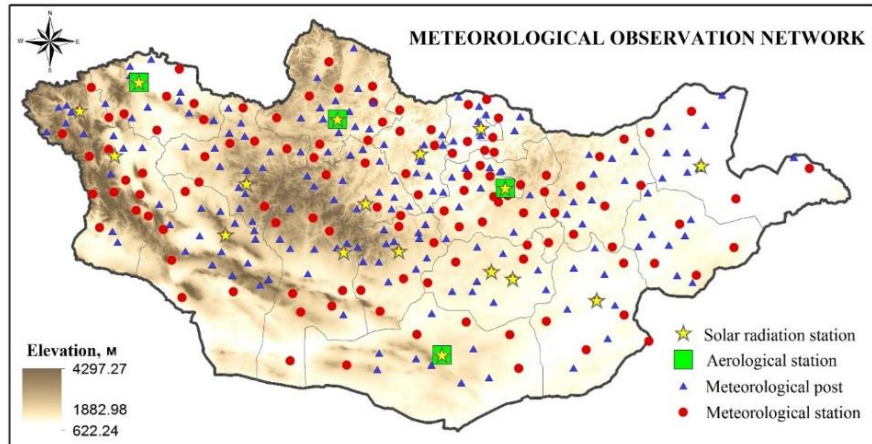 METEOROLOGICAL OBSERVATION NETWORK
N
W
E
S
Solar radiation station
Aerological station
Meteorological post
Meteorological station
Elevation, м
4297.27
1882.98
622.24